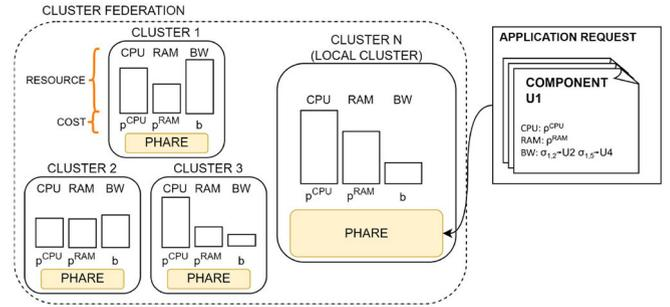 CLUSTER FEDERATION
CLUSTER 1
CPU RAM BW
RESOURCE
COST
pCPU pRAM b
PHARE
CLUSTER 2
CPU RAM BW
pCPU pRAM b
PHARE
CLUSTER 3
CPU RAM BW
pCPU pRAM b
PHARE
CLUSTER N
(LOCAL CLUSTER)
CPU RAM BW
pCPU pRAM b
PHARE
APPLICATION REQUEST
COMPONENT
U1
CPU: ρCPU
RAM: ρRAM
BW: σ1,2→U2 σ1,5→U4